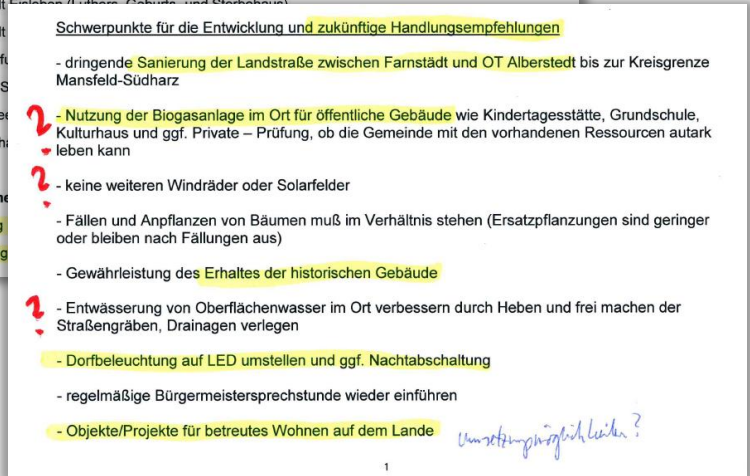 Eisleben (Luthers, Geburts- und Sterbehaus)
Schwerpunkte für die Entwicklung und zukünftige Handlungsempfehlungen
- dringende Sanierung der Landstraße zwischen Farnstädt und OT Alberstedt bis zur Kreisgrenze
Mansfeld-Südharz
? - Nutzung der Biogasanlage im Ort für öffentliche Gebäude wie Kindertagesstätte, Grundschule,
Kulturhaus und ggf. Private – Prüfung, ob die Gemeinde mit den vorhandenen Ressourcen autark
leben kann
? - keine weiteren Windräder oder Solarfelder
- Fällen und Anpflanzen von Bäumen muß im Verhältnis stehen (Ersatzpflanzungen sind geringer
oder bleiben nach Fällungen aus)
- Gewährleistung des Erhaltes der historischen Gebäude
? - Entwässerung von Oberflächenwasser im Ort verbessern durch Heben und frei machen der
Straßengräben, Drainagen verlegen
- Dorfbeleuchtung auf LED umstellen und ggf. Nachtabschaltung
- regelmäßige Bürgermeistersprechstunde wieder einführen
- Objekte/Projekte für betreutes Wohnen auf dem Lande Umsetzungsmöglichkeiten?
1